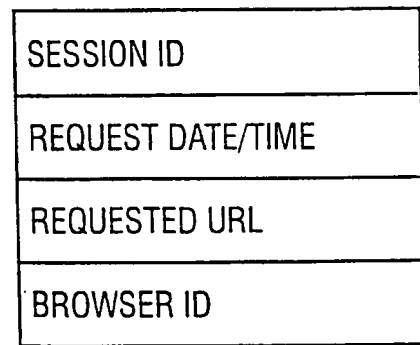 SESSION ID
REQUEST DATE/TIME
REQUESTED URL
BROWSER ID